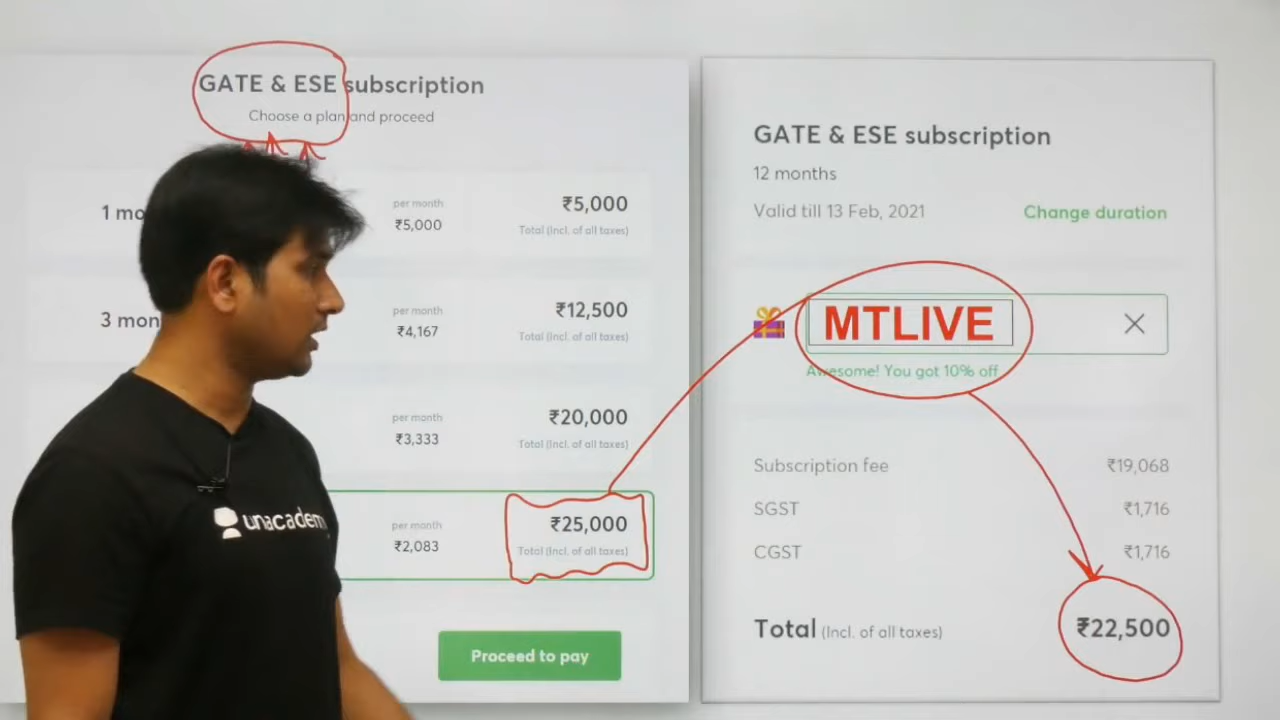 GATE & ESE subscription
Choose a plan and proceed
1 mo
per month
₹5,000
₹5,000
Total (Incl. of all taxes)
3 mon
per month
₹4,167
₹12,500
Total (Incl. of all taxes)
per month
₹3,333
₹20,000
Total (Incl. of all taxes)
per month
₹2,083
₹25,000
Total (Incl. of all taxes)
Proceed to pay
unacadem
GATE & ESE subscription
12 months
Valid till 13 Feb, 2021
Change duration
MTLIVE
Awesome! You got 10% off
Subscription fee ₹19,068
SGST ₹1,716
CGST ₹1,716
Total (Incl. of all taxes) ₹22,500